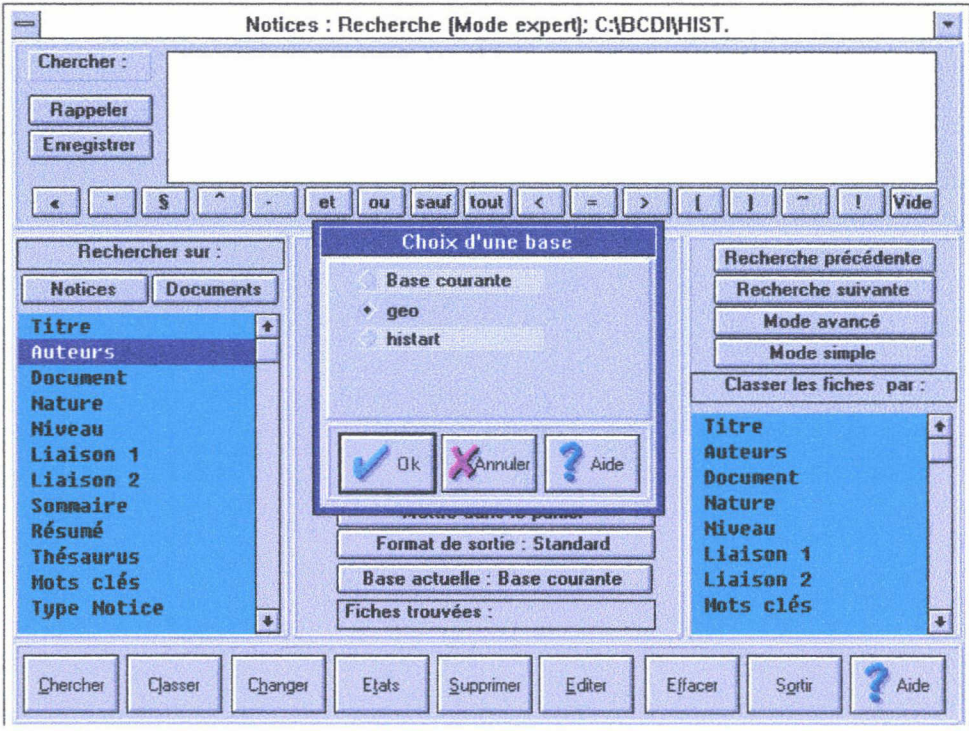 Notices : Recherche (Mode expert); C:\BCDI\HIST.
Chercher :
Rappeler
Enregistrer
« " § ^ - et ou sauf tout < = > ( ) ~ ! Vide
Rechercher sur :
Notices Documents
Titre
Auteurs
Document
Nature
Niveau
Liaison 1
Liaison 2
Sommaire
Résumé
Thésaurus
Mots clés
Type Notice
Choix d'une base
Base courante
geo
histart
Ok Annuler Aide
Mettre dans le panier
Format de sortie : Standard
Base actuelle : Base courante
Fiches trouvées :
Recherche précédente
Recherche suivante
Mode avancé
Mode simple
Classer les fiches par :
Titre
Auteurs
Document
Nature
Niveau
Liaison 1
Liaison 2
Mots clés
Chercher Classer Changer Etats Supprimer Editer Effacer Sortir Aide